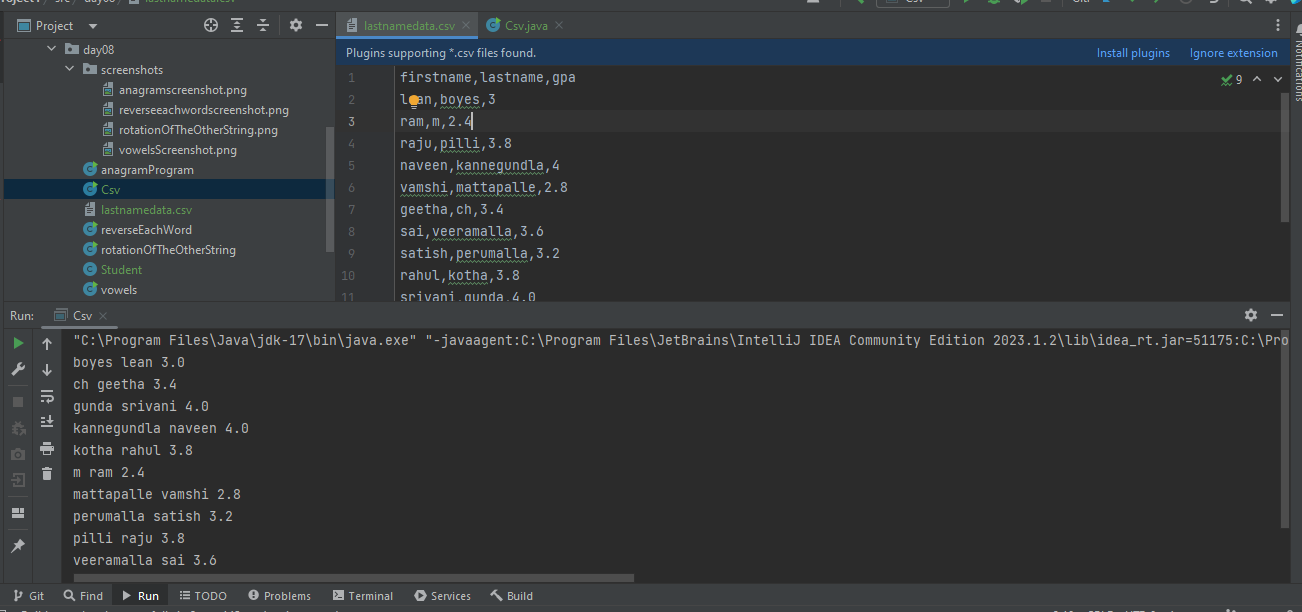 src
day08
lastnamedata.csv
Project
lastnamedata.csv
Csv.java
day08
screenshots
anagramscreenshot.png
reverseeachwordscreenshot.png
rotationOfTheOtherString.png
vowelsScreenshot.png
anagramProgram
Csv
lastnamedata.csv
reverseEachWord
rotationOfTheOtherString
Student
vowels
Plugins supporting *.csv files found.
Install plugins
Ignore extension
9
1 firstname,lastname,gpa
2 lean,boyes,3
3 ram,m,2.4
4 raju,pilli,3.8
5 naveen,kannegundla,4
6 vamshi,mattapalle,2.8
7 geetha,ch,3.4
8 sai,veeramalla,3.6
9 satish,perumalla,3.2
10 rahul,kotha,3.8
11 srivani,gunda,4.0
Notifications
Run:
Csv
"C:\Program Files\Java\jdk-17\bin\java.exe" "-javaagent:C:\Program Files\JetBrains\IntelliJ IDEA Community Edition 2023.1.2\lib\idea_rt.jar=51175:C:\Pro
boyes lean 3.0
ch geetha 3.4
gunda srivani 4.0
kannegundla naveen 4.0
kotha rahul 3.8
m ram 2.4
mattapalle vamshi 2.8
perumalla satish 3.2
pilli raju 3.8
veeramalla sai 3.6
Git
Find
Run
TODO
Problems
Terminal
Services
Build